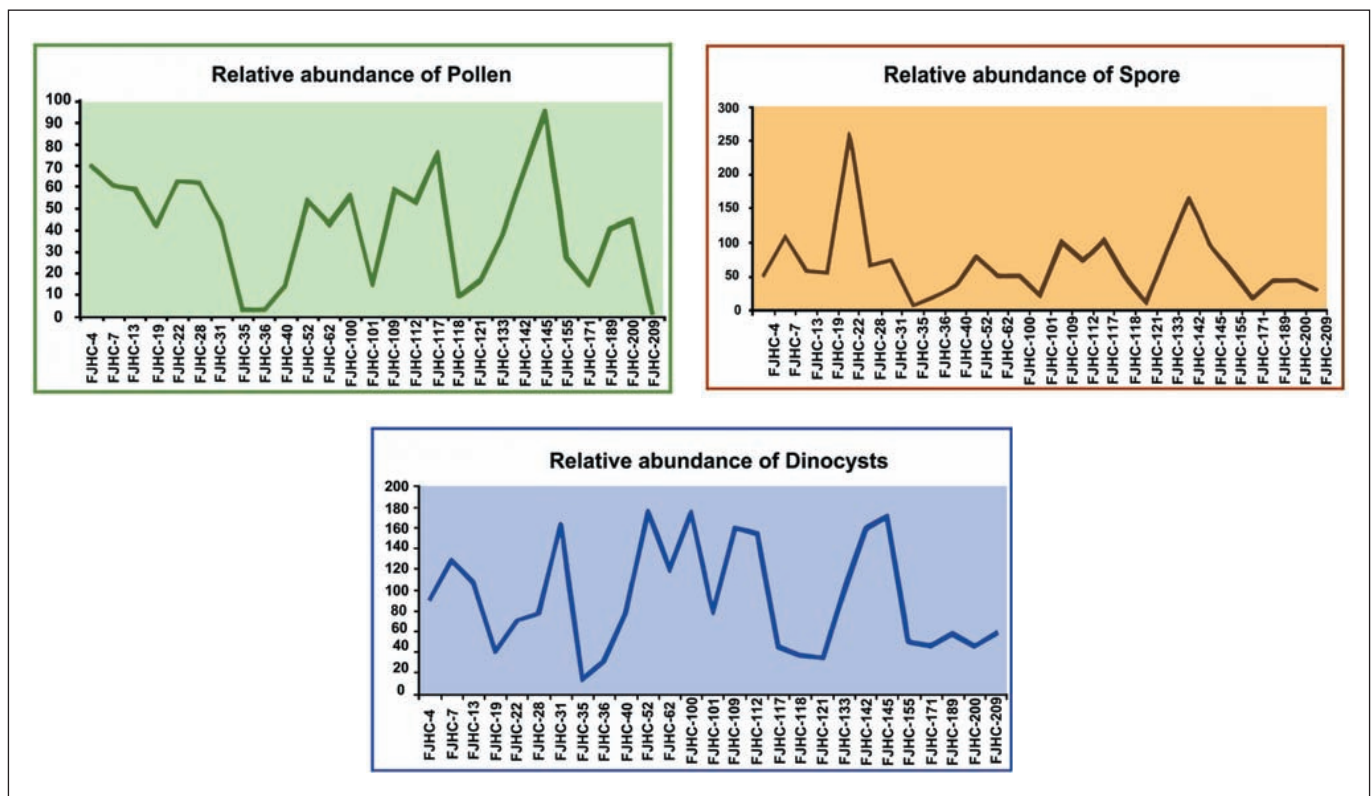 Relative abundance of Pollen
100
90
80
70
60
50
40
30
20
10
0
FJHC-4
FJHC-7
FJHC-13
FJHC-19
FJHC-22
FJHC-28
FJHC-31
FJHC-35
FJHC-36
FJHC-40
FJHC-52
FJHC-62
FJHC-100
FJHC-101
FJHC-109
FJHC-112
FJHC-117
FJHC-118
FJHC-121
FJHC-133
FJHC-142
FJHC-145
FJHC-155
FJHC-171
FJHC-189
FJHC-200
FJHC-209
Relative abundance of Spore
300
250
200
150
100
50
0
FJHC-4
FJHC-7
FJHC-13
FJHC-19
FJHC-22
FJHC-28
FJHC-31
FJHC-35
FJHC-36
FJHC-40
FJHC-52
FJHC-62
FJHC-100
FJHC-101
FJHC-109
FJHC-112
FJHC-117
FJHC-118
FJHC-121
FJHC-133
FJHC-142
FJHC-145
FJHC-155
FJHC-171
FJHC-189
FJHC-200
FJHC-209
Relative abundance of Dinocysts
200
180
160
140
120
100
80
60
40
20
0
FJHC-4
FJHC-7
FJHC-13
FJHC-19
FJHC-22
FJHC-28
FJHC-31
FJHC-35
FJHC-36
FJHC-40
FJHC-52
FJHC-62
FJHC-100
FJHC-101
FJHC-109
FJHC-112
FJHC-117
FJHC-118
FJHC-121
FJHC-133
FJHC-142
FJHC-145
FJHC-155
FJHC-171
FJHC-189
FJHC-200
FJHC-209